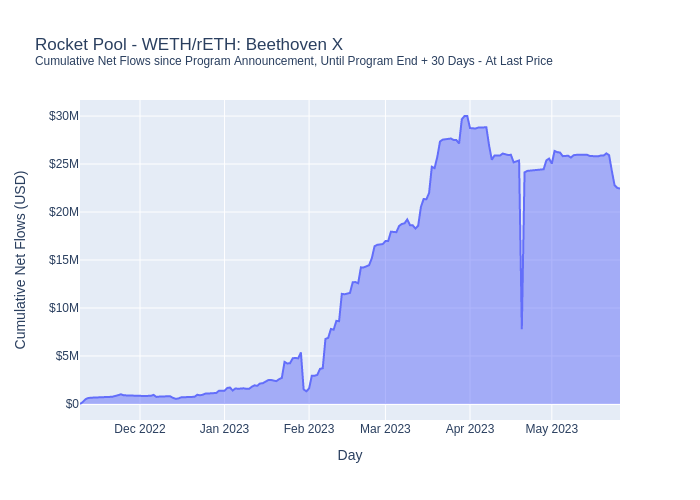 Rocket Pool - WETH/rETH: Beethoven X
Cumulative Net Flows since Program Announcement, Until Program End + 30 Days - At Last Price
$30M
$25M
$20M
$15M
$10M
$5M
$0
Cumulative Net Flows (USD)
Dec 2022
Jan 2023
Feb 2023
Mar 2023
Apr 2023
May 2023
Day